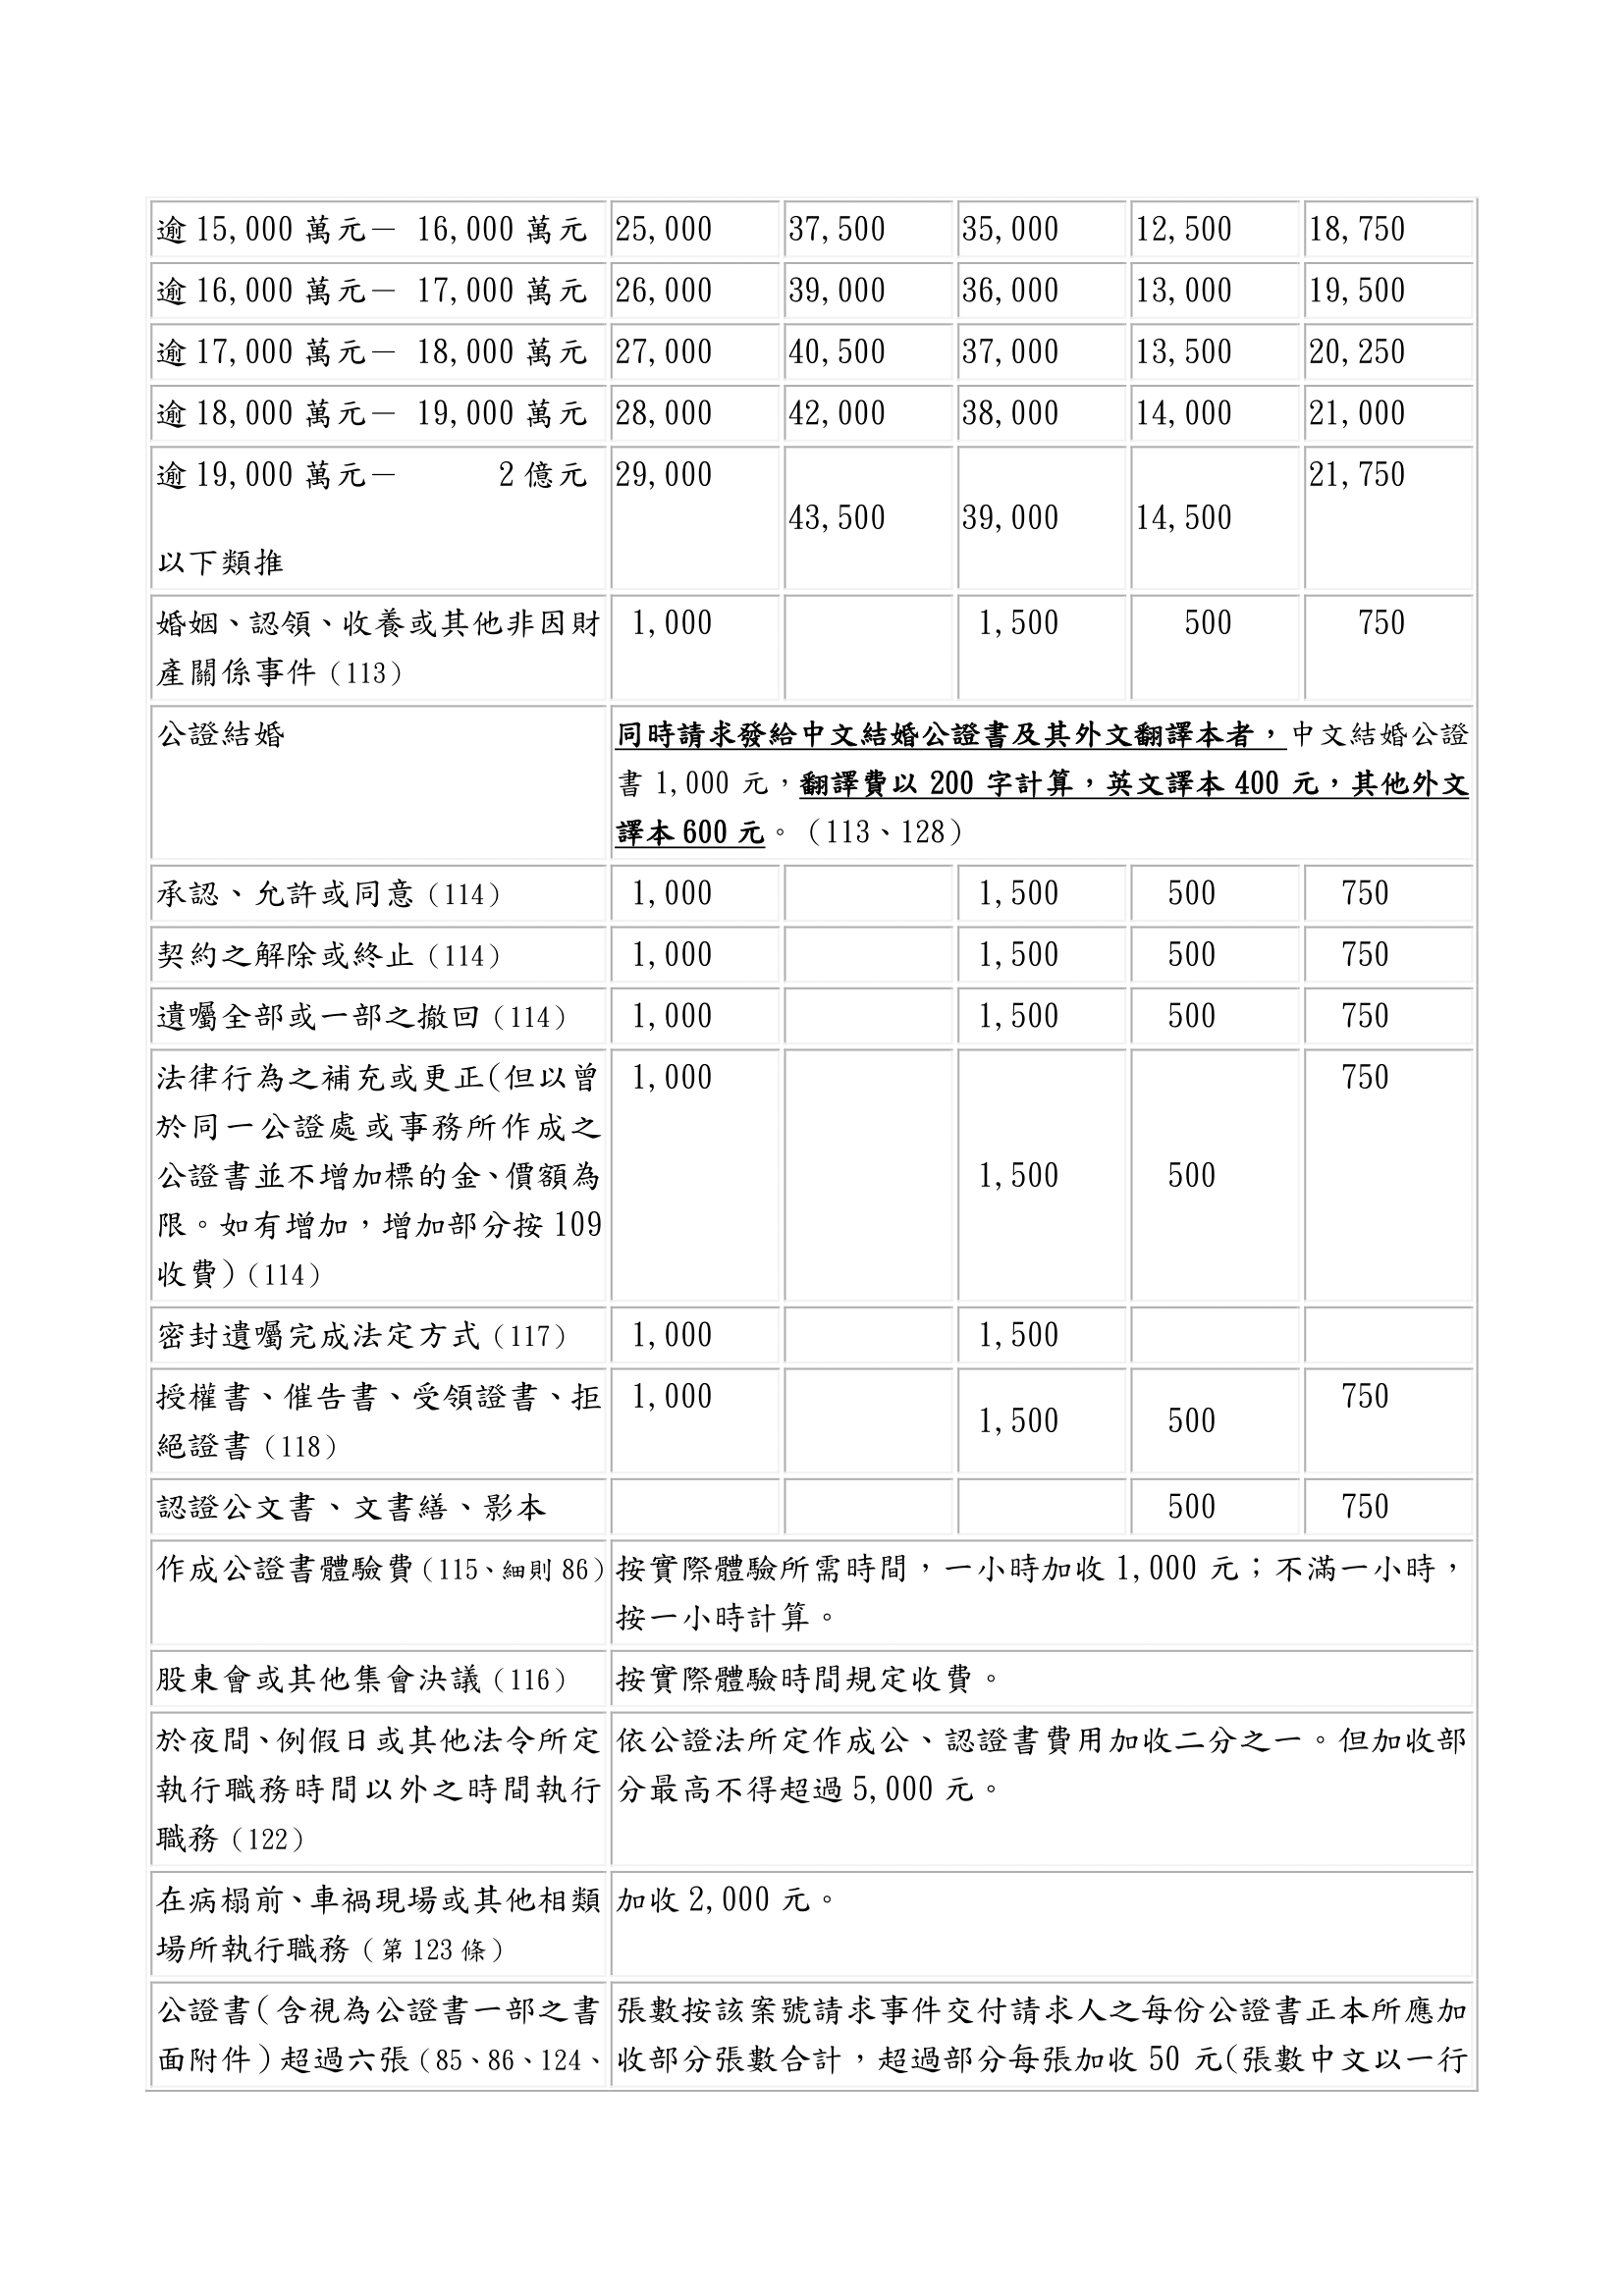 逾 15,000 萬元－ 16,000 萬元 25,000 37,500 35,000 12,500 18,750
逾 16,000 萬元－ 17,000 萬元 26,000 39,000 36,000 13,000 19,500
逾 17,000 萬元－ 18,000 萬元 27,000 40,500 37,000 13,500 20,250
逾 18,000 萬元－ 19,000 萬元 28,000 42,000 38,000 14,000 21,000
逾 19,000 萬元－ 2 億元 29,000 43,500 39,000 14,500 21,750
以下類推
婚姻、認領、收養或其他非因財 1,000 1,500 500 750
產關係事件（113）
公證結婚
同時請求發給中文結婚公證書及其外文翻譯本者，中文結婚公證
書 1,000 元，翻譯費以 200 字計算，英文譯本 400 元，其他外文
譯本 600 元。（113、128）
承認、允許或同意（114） 1,000 1,500 500 750
契約之解除或終止（114） 1,000 1,500 500 750
遺囑全部或一部之撤回（114） 1,000 1,500 500 750
法律行為之補充或更正(但以曾
於同一公證處或事務所作成之
公證書並不增加標的金、價額為
限。如有增加，增加部分按 109
收費)（114）
1,000 1,500 500 750
密封遺囑完成法定方式（117） 1,000 1,500
授權書、催告書、受領證書、拒
絕證書（118）
1,000 1,500 500 750
認證公文書、文書繕、影本 500 750
作成公證書體驗費（115、細則 86）
按實際體驗所需時間，一小時加收 1,000 元；不滿一小時，
按一小時計算。
股東會或其他集會決議（116） 按實際體驗時間規定收費。
於夜間、例假日或其他法令所定
執行職務時間以外之時間執行
職務（122）
依公證法所定作成公、認證書費用加收二分之一。但加收部
分最高不得超過 5,000 元。
在病榻前、車禍現場或其他相類
場所執行職務（第 123 條）
加收 2,000 元。
公證書(含視為公證書一部之書
面附件)超過六張（85、86、124、
張數按該案號請求事件交付請求人之每份公證書正本所應加
收部分張數合計，超過部分每張加收 50 元(張數中文以一行